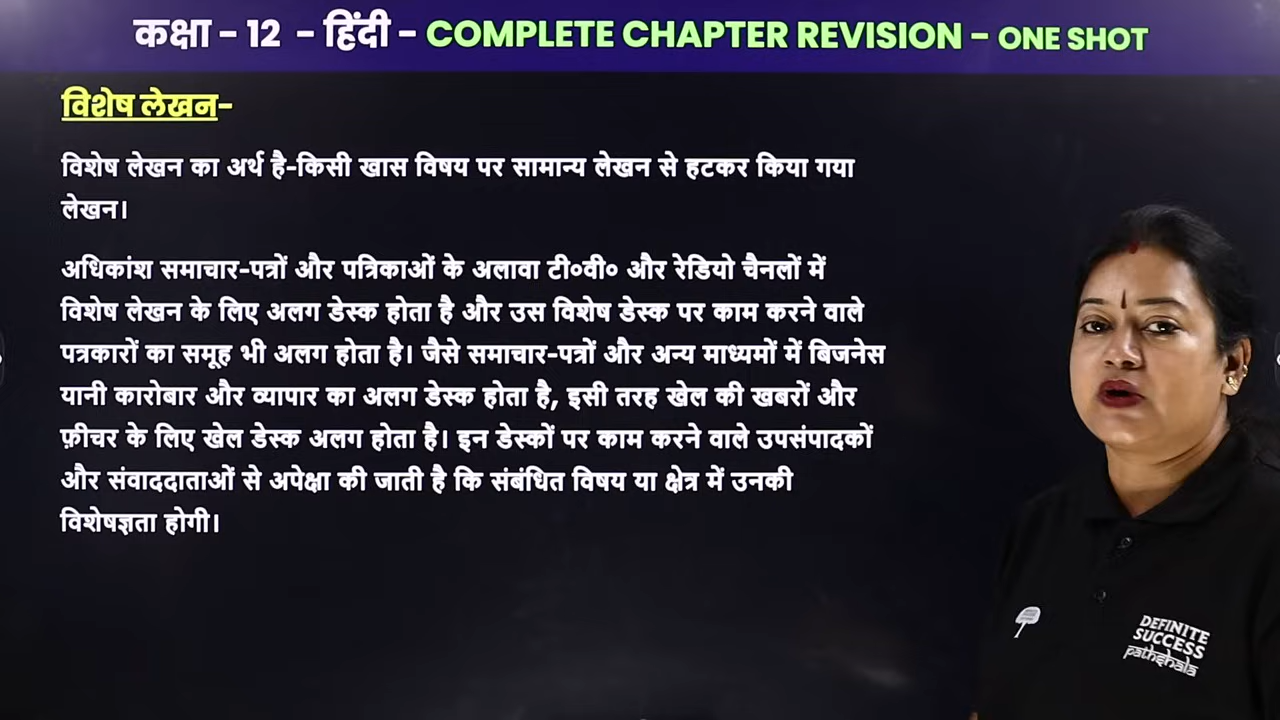 कक्षा - 12 - हिंदी - COMPLETE CHAPTER REVISION - ONE SHOT
विशेष लेखन-
विशेष लेखन का अर्थ है-किसी खास विषय पर सामान्य लेखन से हटकर किया गया
लेखन।
अधिकांश समाचार-पत्रों और पत्रिकाओं के अलावा टी०वी० और रेडियो चैनलों में
विशेष लेखन के लिए अलग डेस्क होता है और उस विशेष डेस्क पर काम करने वाले
पत्रकारों का समूह भी अलग होता है। जैसे समाचार-पत्रों और अन्य माध्यमों में बिजनेस
यानी कारोबार और व्यापार का अलग डेस्क होता है, इसी तरह खेल की खबरों और
फ़ीचर के लिए खेल डेस्क अलग होता है। इन डेस्कों पर काम करने वाले उपसंपादकों
और संवाददाताओं से अपेक्षा की जाती है कि संबंधित विषय या क्षेत्र में उनकी
विशेषज्ञता होगी।
DEFINITE
SUCCESS
pathshala